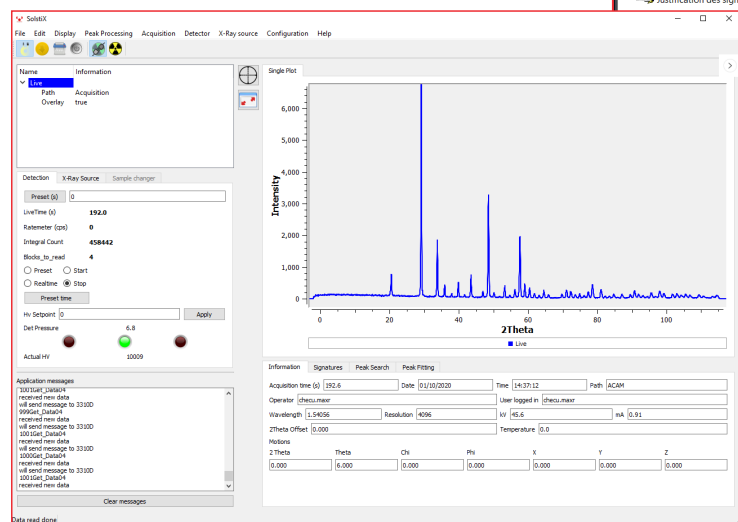 Justification des sign
SolstiX
File Edit Display Peak Processing Acquisition Detector X-Ray source Configuration Help
Name Information
Live
Path Acquisition
Overlay true
Detection X-Ray Source Sample changer
Preset (s) 0
LiveTime (s) 192.0
Ratemeter (cps) 0
Integral Count 458442
Blocks_to_read 4
Preset Start
Realtime Stop
Preset time
Hv Setpoint 0 Apply
Det Pressure 6.8
Actual HV 10009
Application messages
1001Get_Data04
received new data
will send message to 3310D
999Get_Data04
received new data
will send message to 3310D
1001Get_Data04
received new data
will send message to 3310D
1000Get_Data04
received new data
will send message to 3310D
1001Get_Data04
received new data
Clear messages
Data read done
Single Plot
6,000
5,000
4,000
3,000
2,000
1,000
0
Intensity
0 20 40 60 80 100
2Theta
Live
Information Signatures Peak Search Peak Fitting
Acquisition time (s) 192.6 Date 01/10/2020 Time 14:37:12 Path ACAM
Operator checu.maxr User logged in checu.maxr
Wavelength 1.54056 Resolution 4096 kV 45.6 mA 0.91
2Theta Offset 0.000 Temperature 0.0
Motions
2 Theta Theta Chi Phi X Y Z
0.000 6.000 0.000 0.000 0.000 0.000 0.000